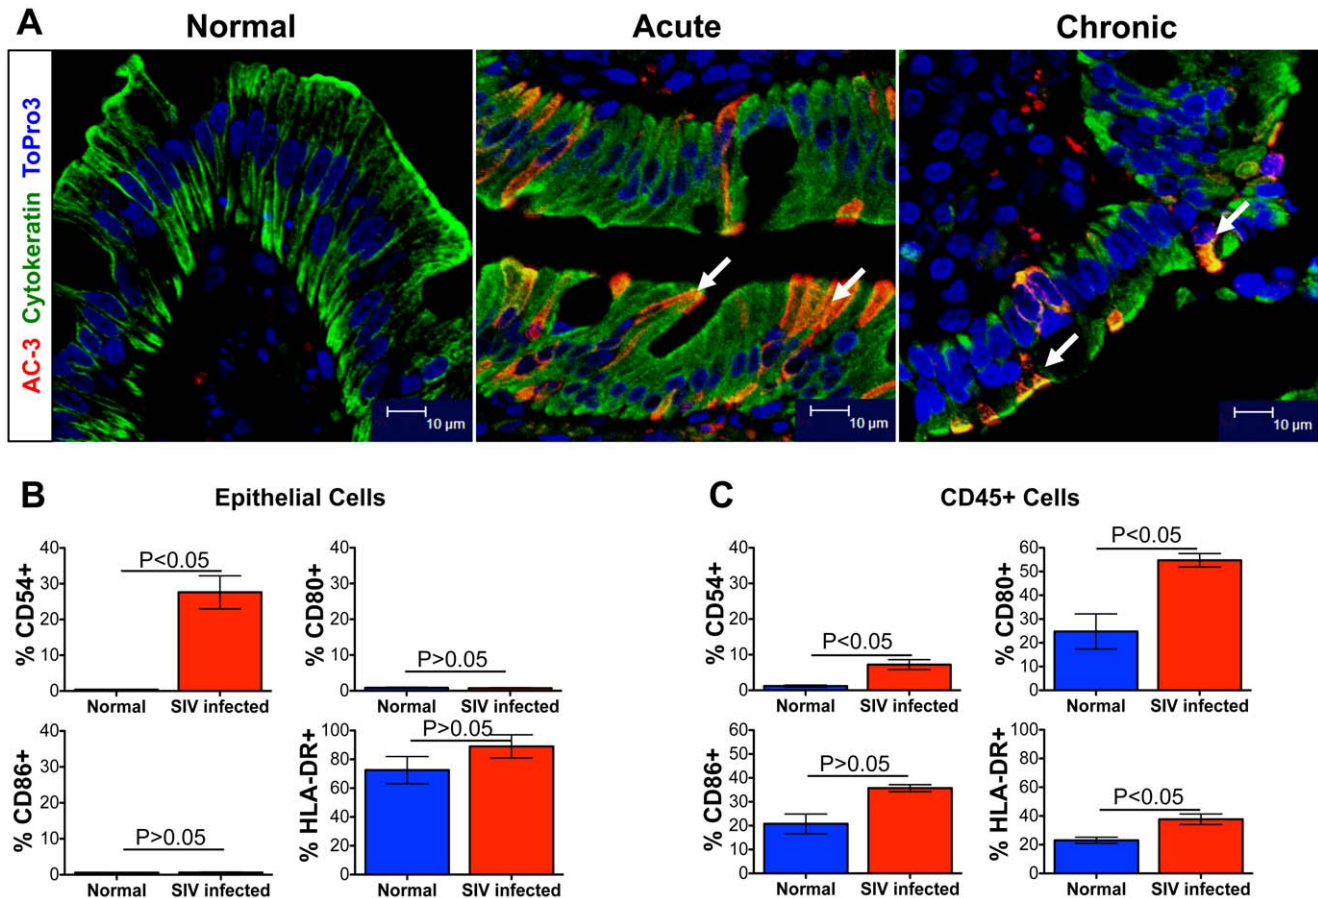 A
Normal
Acute
Chronic
AC-3 Cytokeratin ToPro3
10 µm
10 µm
10 µm
B
Epithelial Cells
% CD54+
40
30
20
10
0
P<0.05
Normal
SIV infected
% CD80+
40
30
20
10
0
P>0.05
Normal
SIV infected
% CD86+
40
30
20
10
0
P>0.05
Normal
SIV infected
% HLA-DR+
100
80
60
40
20
0
P>0.05
Normal
SIV infected
C
CD45+ Cells
% CD54+
40
30
20
10
0
P<0.05
Normal
SIV infected
% CD80+
60
50
40
30
20
10
0
P<0.05
Normal
SIV infected
% CD86+
60
50
40
30
20
10
0
P>0.05
Normal
SIV infected
% HLA-DR+
100
80
60
40
20
0
P<0.05
Normal
SIV infected